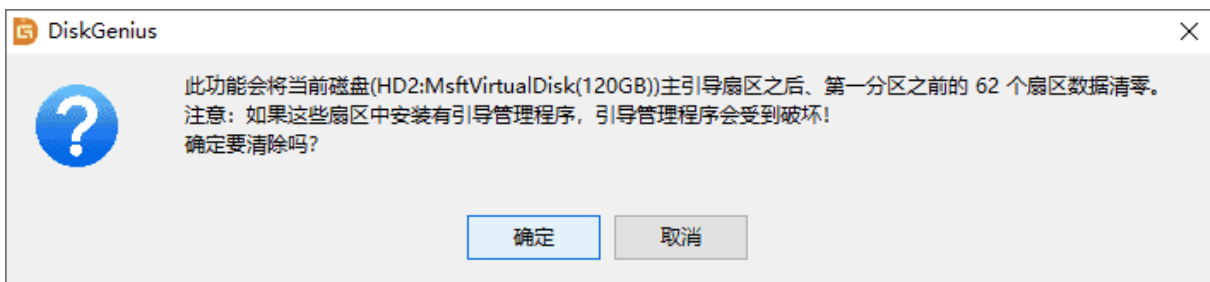 DiskGenius
此功能会将当前磁盘(HD2:MsftVirtualDisk(120GB))主引导扇区之后、第一分区之前的 62 个扇区数据清零。
注意：如果这些扇区中安装有引导管理程序，引导管理程序会受到破坏！
确定要清除吗？
确定
取消